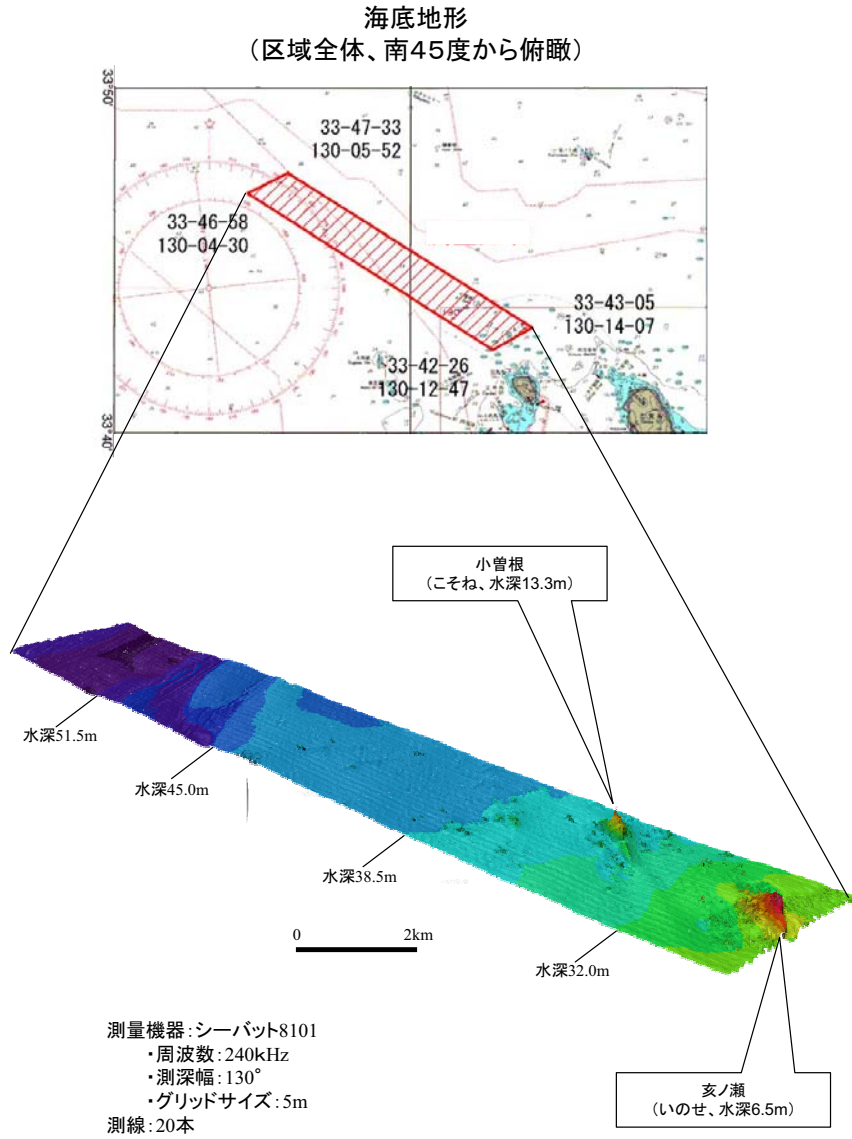 海底地形
（区域全体、南４５度から俯瞰）
33°50'
33-47-33
130-05-52
33-46-58
130-04-30
33-43-05
130-14-07
33-42-26
130-12-47
33°40'
小曽根
（こそね、水深13.3m）
水深51.5m
水深45.0m
水深38.5m
0 2km
水深32.0m
測量機器：シーバット8101
・周波数：240kHz
・測深幅：130°
・グリッドサイズ：5m
測線：20本
亥ノ瀬
（いのせ、水深6.5m）